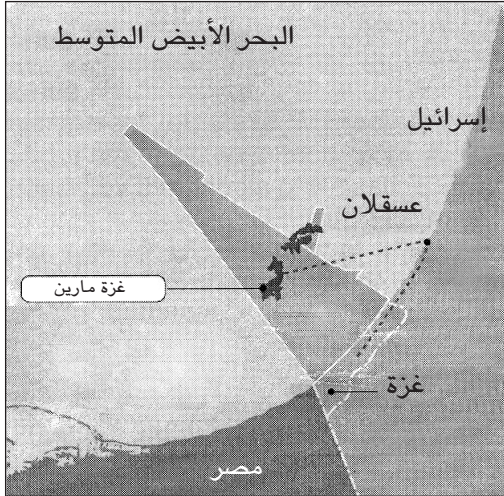 البحر الأبيض المتوسط
إسرائيل
عسقلان
غزة مارين
غزة
مصر